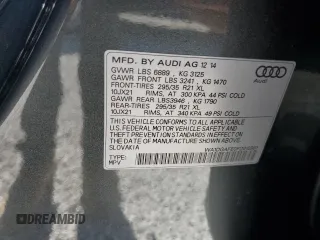 MFD. BY AUDI AG 12 14
GVWR LBS 6889 , KG 3125
GAWR FRONT LBS 3241 , KG 1470
FRONT-TIRES 295/35 R21 XL
10JX21 RIMS, AT 300 KPA 44 PSI COLD
GAWR REAR LBS3946 , KG 1790
REAR-TIRES 295/35 R21 XL
10JX21 RIMS, AT 340 KPA 49 PSI COLD
THIS VEHICLE CONFORMS TO ALL APPLICABLE
FEDERAL MOTOR VEHICLE SAFETY AND
THEFT PREVENTION STANDARDS IN EFFECT
ON THE DATE OF MANUFACTURE SHOWN ABOVE
SLOVAKIA
TYPE:
MPV
Audi